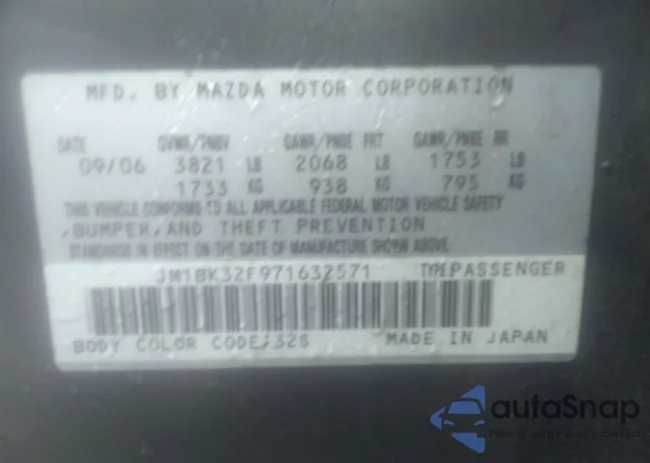 MFD. BY MAZDA MOTOR CORPORATION
DATE GVWR/PNBV GAWR/PNBE FRT GAWR/PNBE RR
09/06 3821 LB 2068 LB 1753 LB
1733 KG 938 KG 795 KG
THIS VEHICLE CONFORMS TO ALL APPLICABLE FEDERAL MOTOR VEHICLE SAFETY
,BUMPER,AND THEFT PREVENTION
STANDARDS IN EFFECT ON THE DATE OF MANUFACTURE SHOWN ABOVE.
JM1BK32F971632571 TYPE:PASSENGER
BODY COLOR CODE:32S MADE IN JAPAN
autoSnap